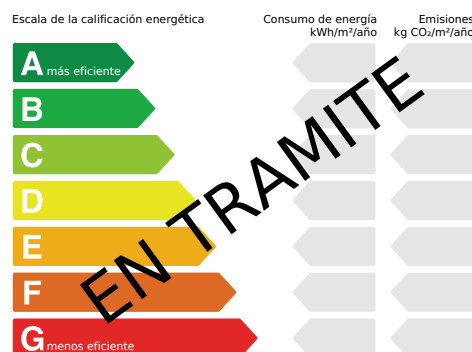 Escala de la calificación energética
Consumo de energía
kWh/m²/año
Emisiones
kg CO₂/m²/año
A más eficiente
B
C
D
E
F
G menos eficiente
EN TRAMITE